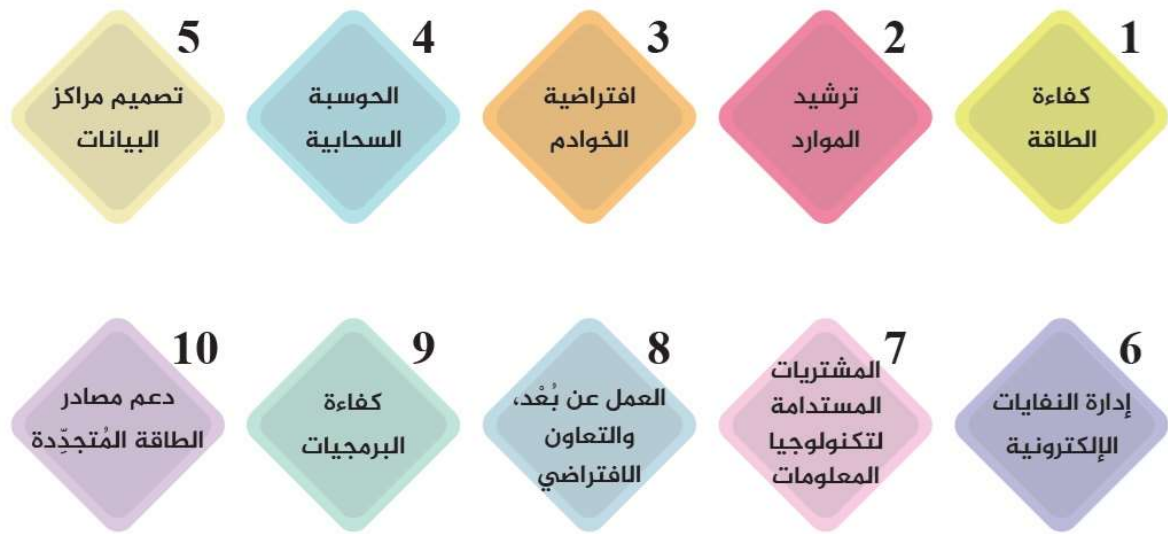 1
كفاءة
الطاقة
2
ترشيد
الموارد
3
افتراضية
الخوادم
4
الحوسبة
السحابية
5
تصميم مراكز
البيانات
6
إدارة النفايات
الإلكترونية
7
المشتريات
المستدامة
لتكنولوجيا
المعلومات
8
العمل عن بُعْد،
والتعاون
الافتراضي
9
كفاءة
البرمجيات
10
دعم مصادر
الطاقة المُتجدِّدة